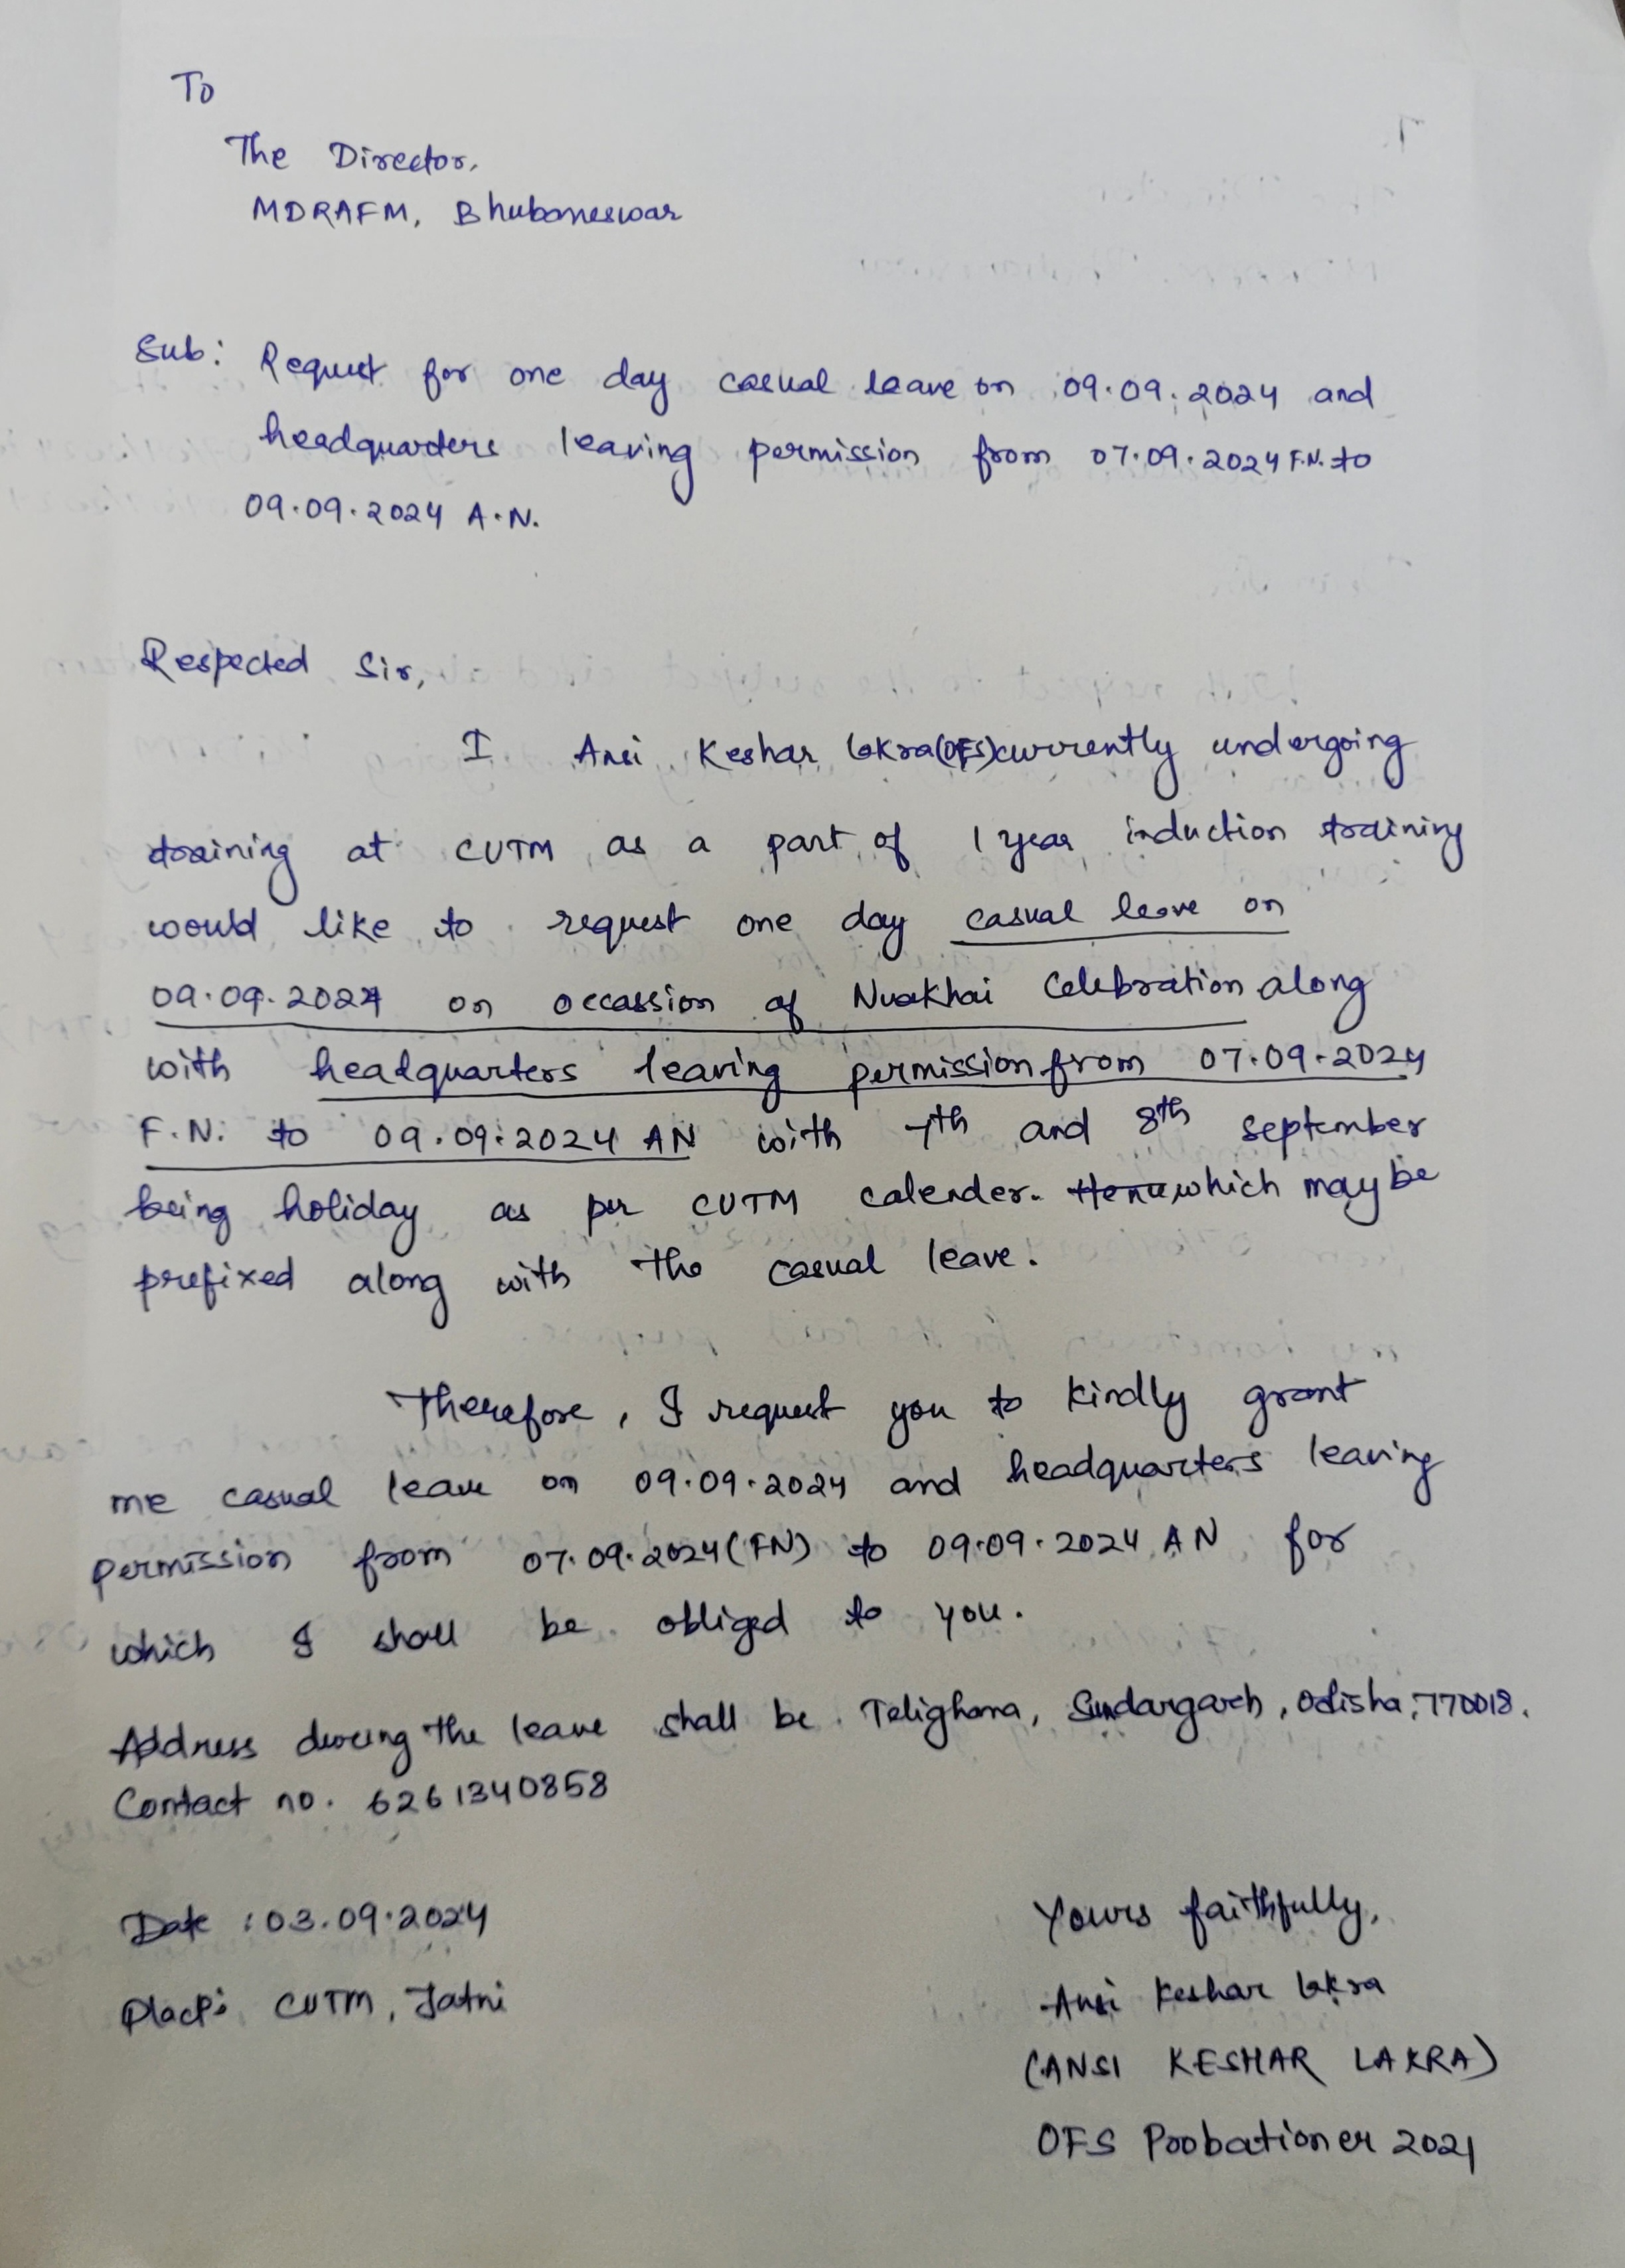 To
The Director,
MDRAFM, Bhubaneswar
Sub: Request for one day casual leave on 09.09.2024 and
headquarters leaving permission from 07.09.2024 F.N. to
09.09.2024 A.N.
Respected Sir,
I Ansi Keshar Lakra(OFS)currently undergoing
training at CUTM as a part of 1 year induction training
would like to request one day casual leave on
09.09.2024 on occassion of Nuakhai Celebration along
with headquarters leaving permission from 07.09.2024
F.N. to 09.09.2024 AN with 7th and 8th september
being holiday as per CUTM calender. which may be
prefixed along with the casual leave.
Therefore, I request you to kindly grant
me casual leave on 09.09.2024 and headquarters leaving
permission from 07.09.2024(FN) to 09.09.2024 AN for
which I shall be obliged to you.
Address during the leave shall be Telighana, Sundargarh, Odisha, 770018.
Contact no. 6261340858
Date : 03.09.2024
Place: CUTM, Jatni
Yours faithfully,
Ansi Keshar Lakra
(ANSI KESHAR LAKRA)
OFS Probationer 2021